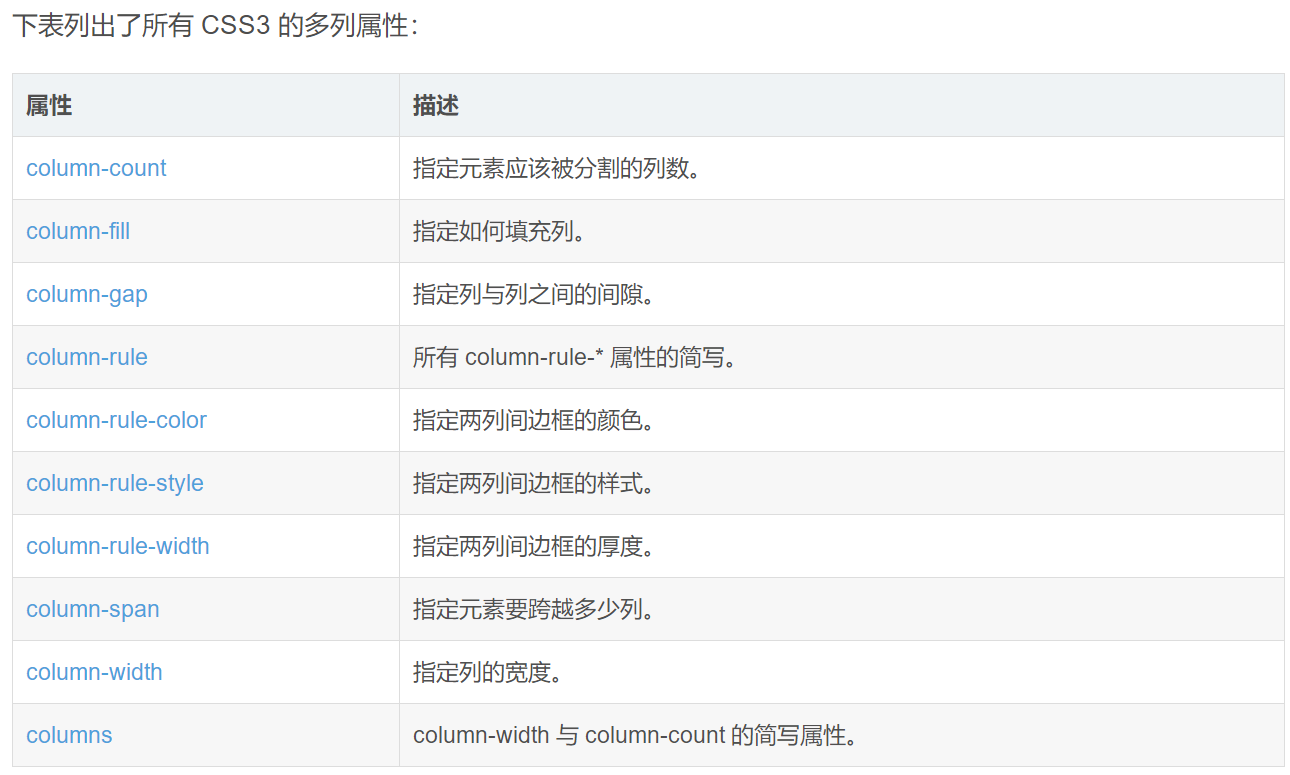 下表列出了所有 CSS3 的多列属性：
属性 描述
column-count 指定元素应该被分割的列数。
column-fill 指定如何填充列。
column-gap 指定列与列之间的间隙。
column-rule 所有 column-rule-* 属性的简写。
column-rule-color 指定两列间边框的颜色。
column-rule-style 指定两列间边框的样式。
column-rule-width 指定两列间边框的厚度。
column-span 指定元素要跨越多少列。
column-width 指定列的宽度。
columns column-width 与 column-count 的简写属性。